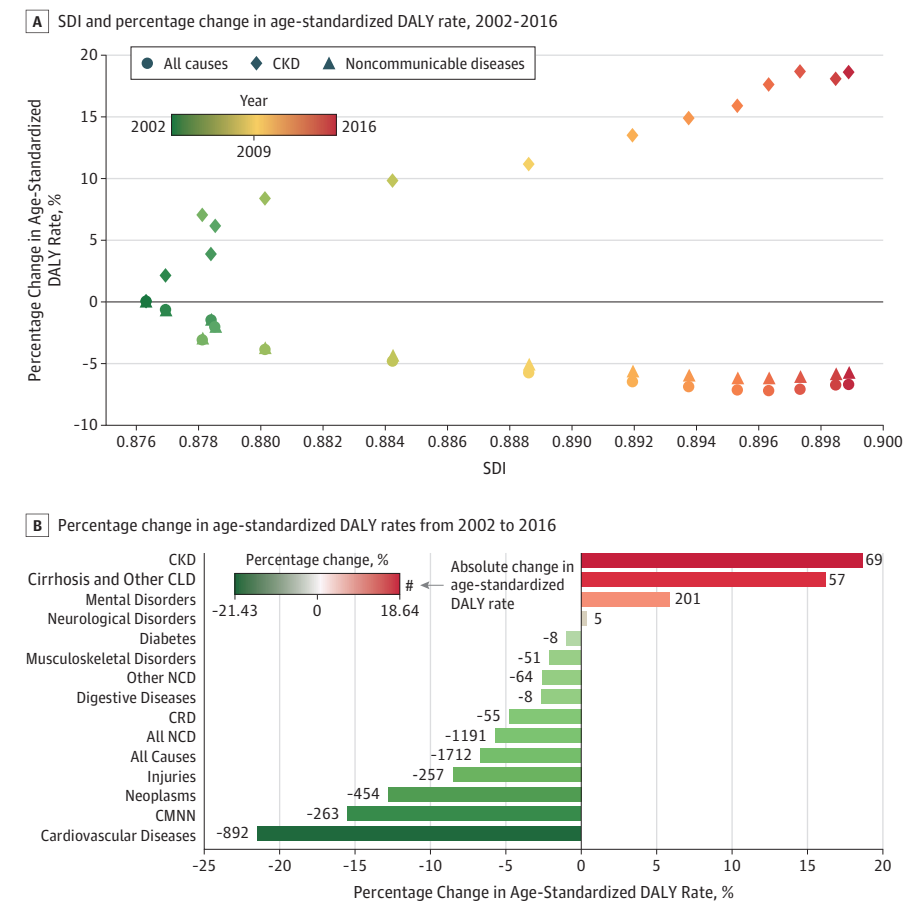 A SDI and percentage change in age-standardized DALY rate, 2002-2016
Percentage Change in Age-Standardized
DALY Rate, %
20
15
10
5
0
-5
-10
All causes CKD Noncommunicable diseases
Year
2002 2016
2009
0.876 0.878 0.880 0.882 0.884 0.886 0.888 0.890 0.892 0.894 0.896 0.898 0.900
SDI
B Percentage change in age-standardized DALY rates from 2002 to 2016
Percentage change, %
-21.43 0 18.64
# Absolute change in
age-standardized
DALY rate
CKD 69
Cirrhosis and Other CLD 57
Mental Disorders 201
Neurological Disorders 5
Diabetes -8
Musculoskeletal Disorders -51
Other NCD -64
Digestive Diseases -8
CRD -55
All NCD -1191
All Causes -1712
Injuries -257
Neoplasms -454
CMNN -263
Cardiovascular Diseases -892
-25 -20 -15 -10 -5 0 5 10 15 20
Percentage Change in Age-Standardized DALY Rate, %